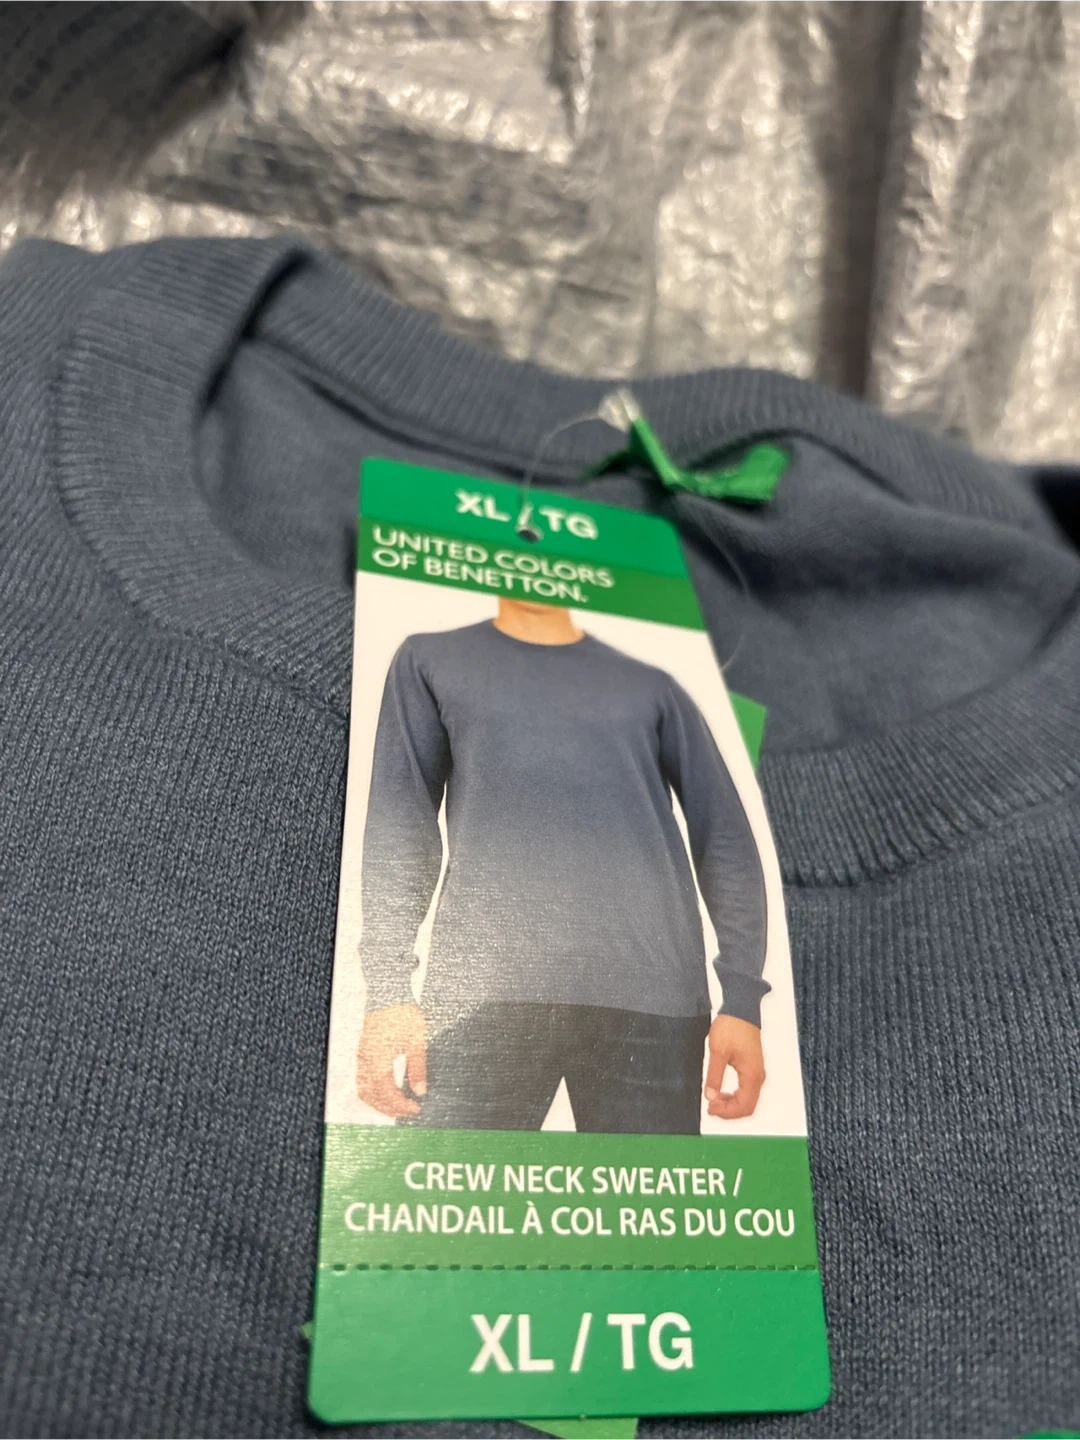 XL / TG
UNITED COLORS
OF BENETTON.
CREW NECK SWEATER /
CHANDAIL À COL RAS DU COU
XL / TG